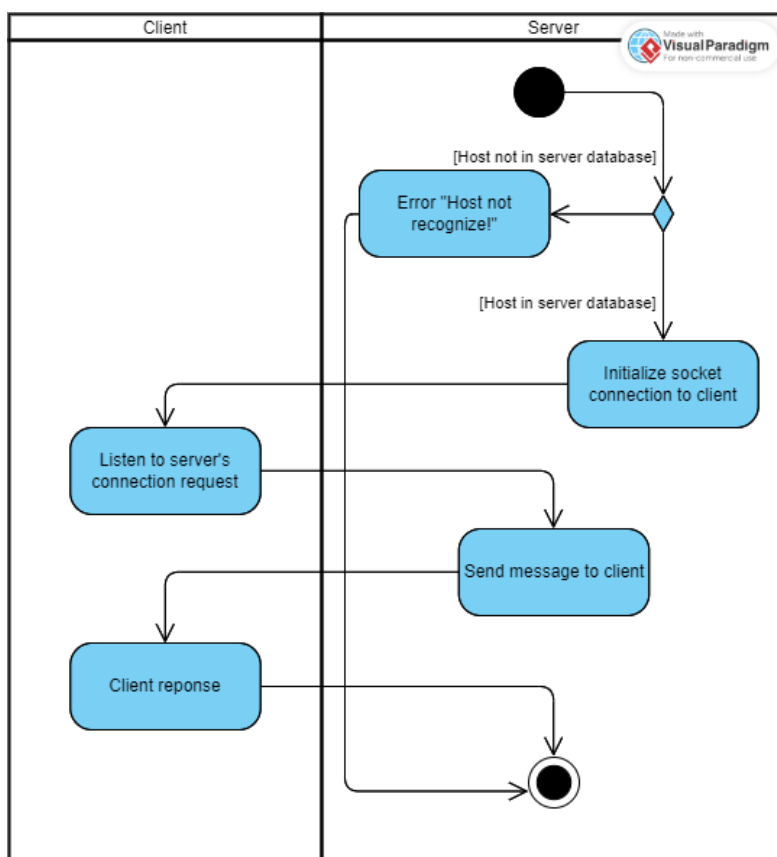 Client
Server
Made with
Visual Paradigm
For non-commercial use
[Host not in server database]
Error "Host not
recognize!"
[Host in server database]
Initialize socket
connection to client
Listen to server's
connection request
Send message to client
Client reponse